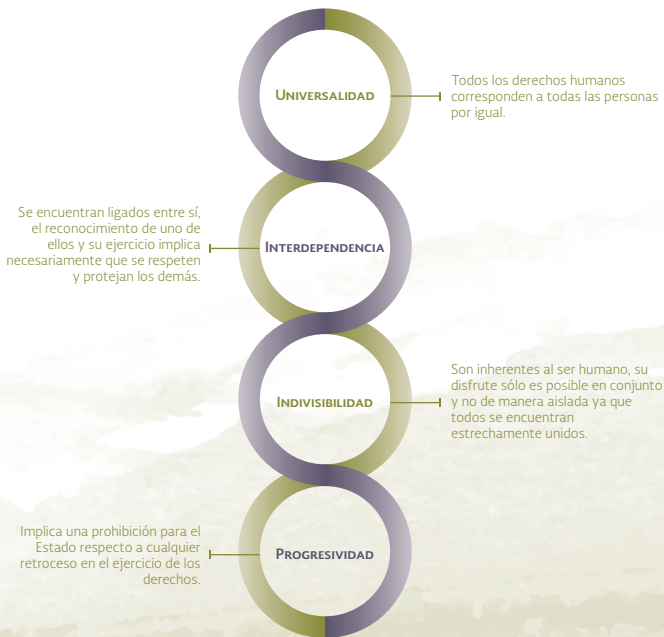 UNIVERSALIDAD
Todos los derechos humanos
corresponden a todas las personas
por igual.
Se encuentran ligados entre sí,
el reconocimiento de uno de
ellos y su ejercicio implica
necesariamente que se respeten
y protejan los demás.
INTERDEPENDENCIA
INDIVISIBILIDAD
Son inherentes al ser humano, su
disfrute sólo es posible en conjunto
y no de manera aislada ya que
todos se encuentran
estrechamente unidos.
Implica una prohibición para el
Estado respecto a cualquier
retroceso en el ejercicio de los
derechos.
PROGRESIVIDAD